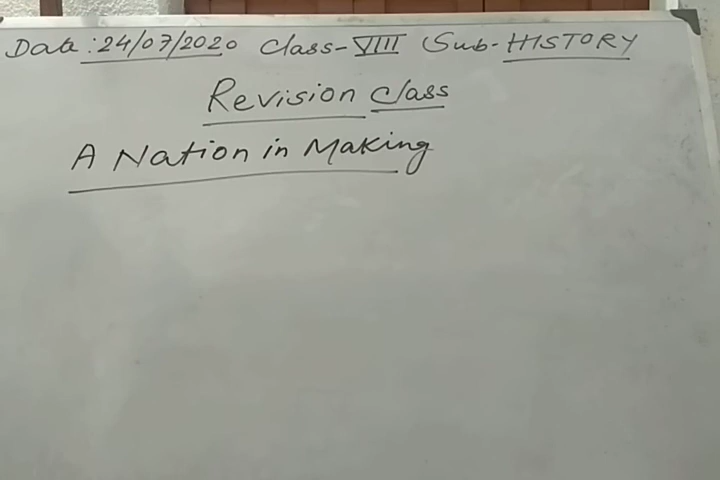 Date: 24/07/2020 Class-VIII Sub-HISTORY
Revision Class
A Nation in Making